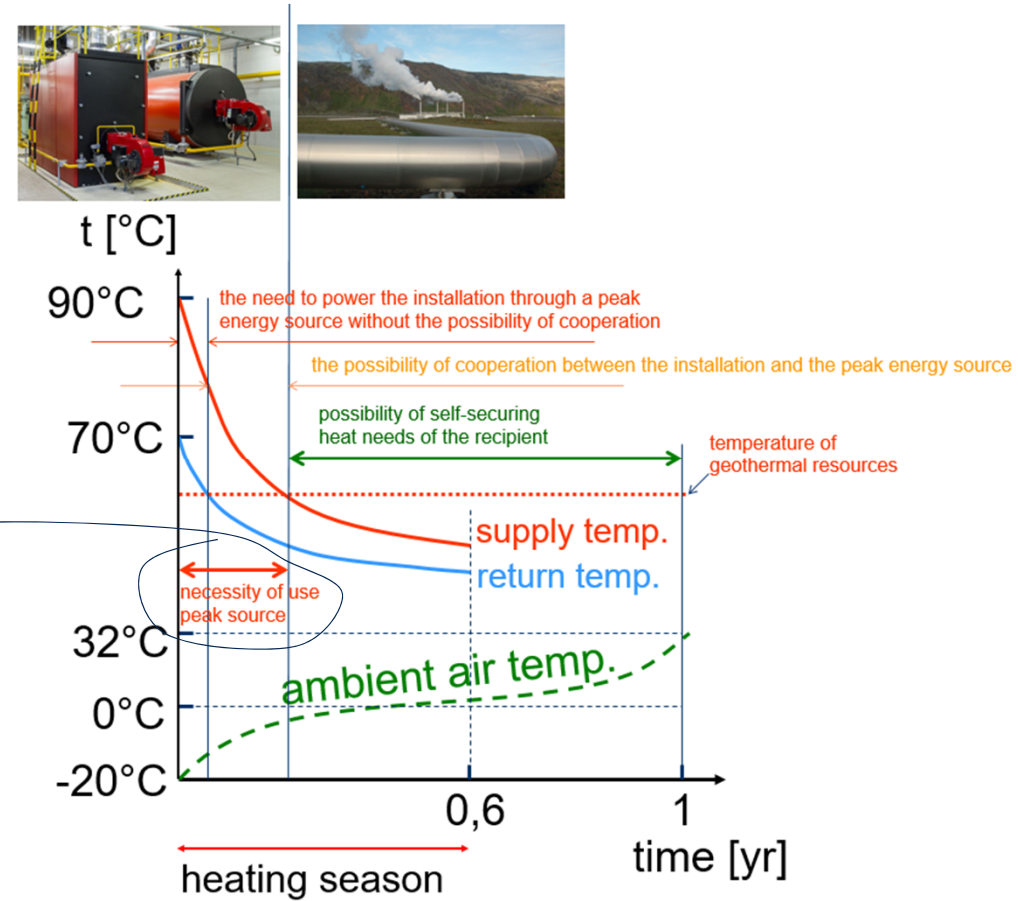 t [°C]
90°C
the need to power the installation through a peak
energy source without the possibility of cooperation
the possibility of cooperation between the installation and the peak energy source
possibility of self-securing
heat needs of the recipient
70°C
temperature of
geothermal resources
supply temp.
return temp.
necessity of use
peak source
32°C
ambient air temp.
0°C
-20°C
0,6
1
time [yr]
heating season